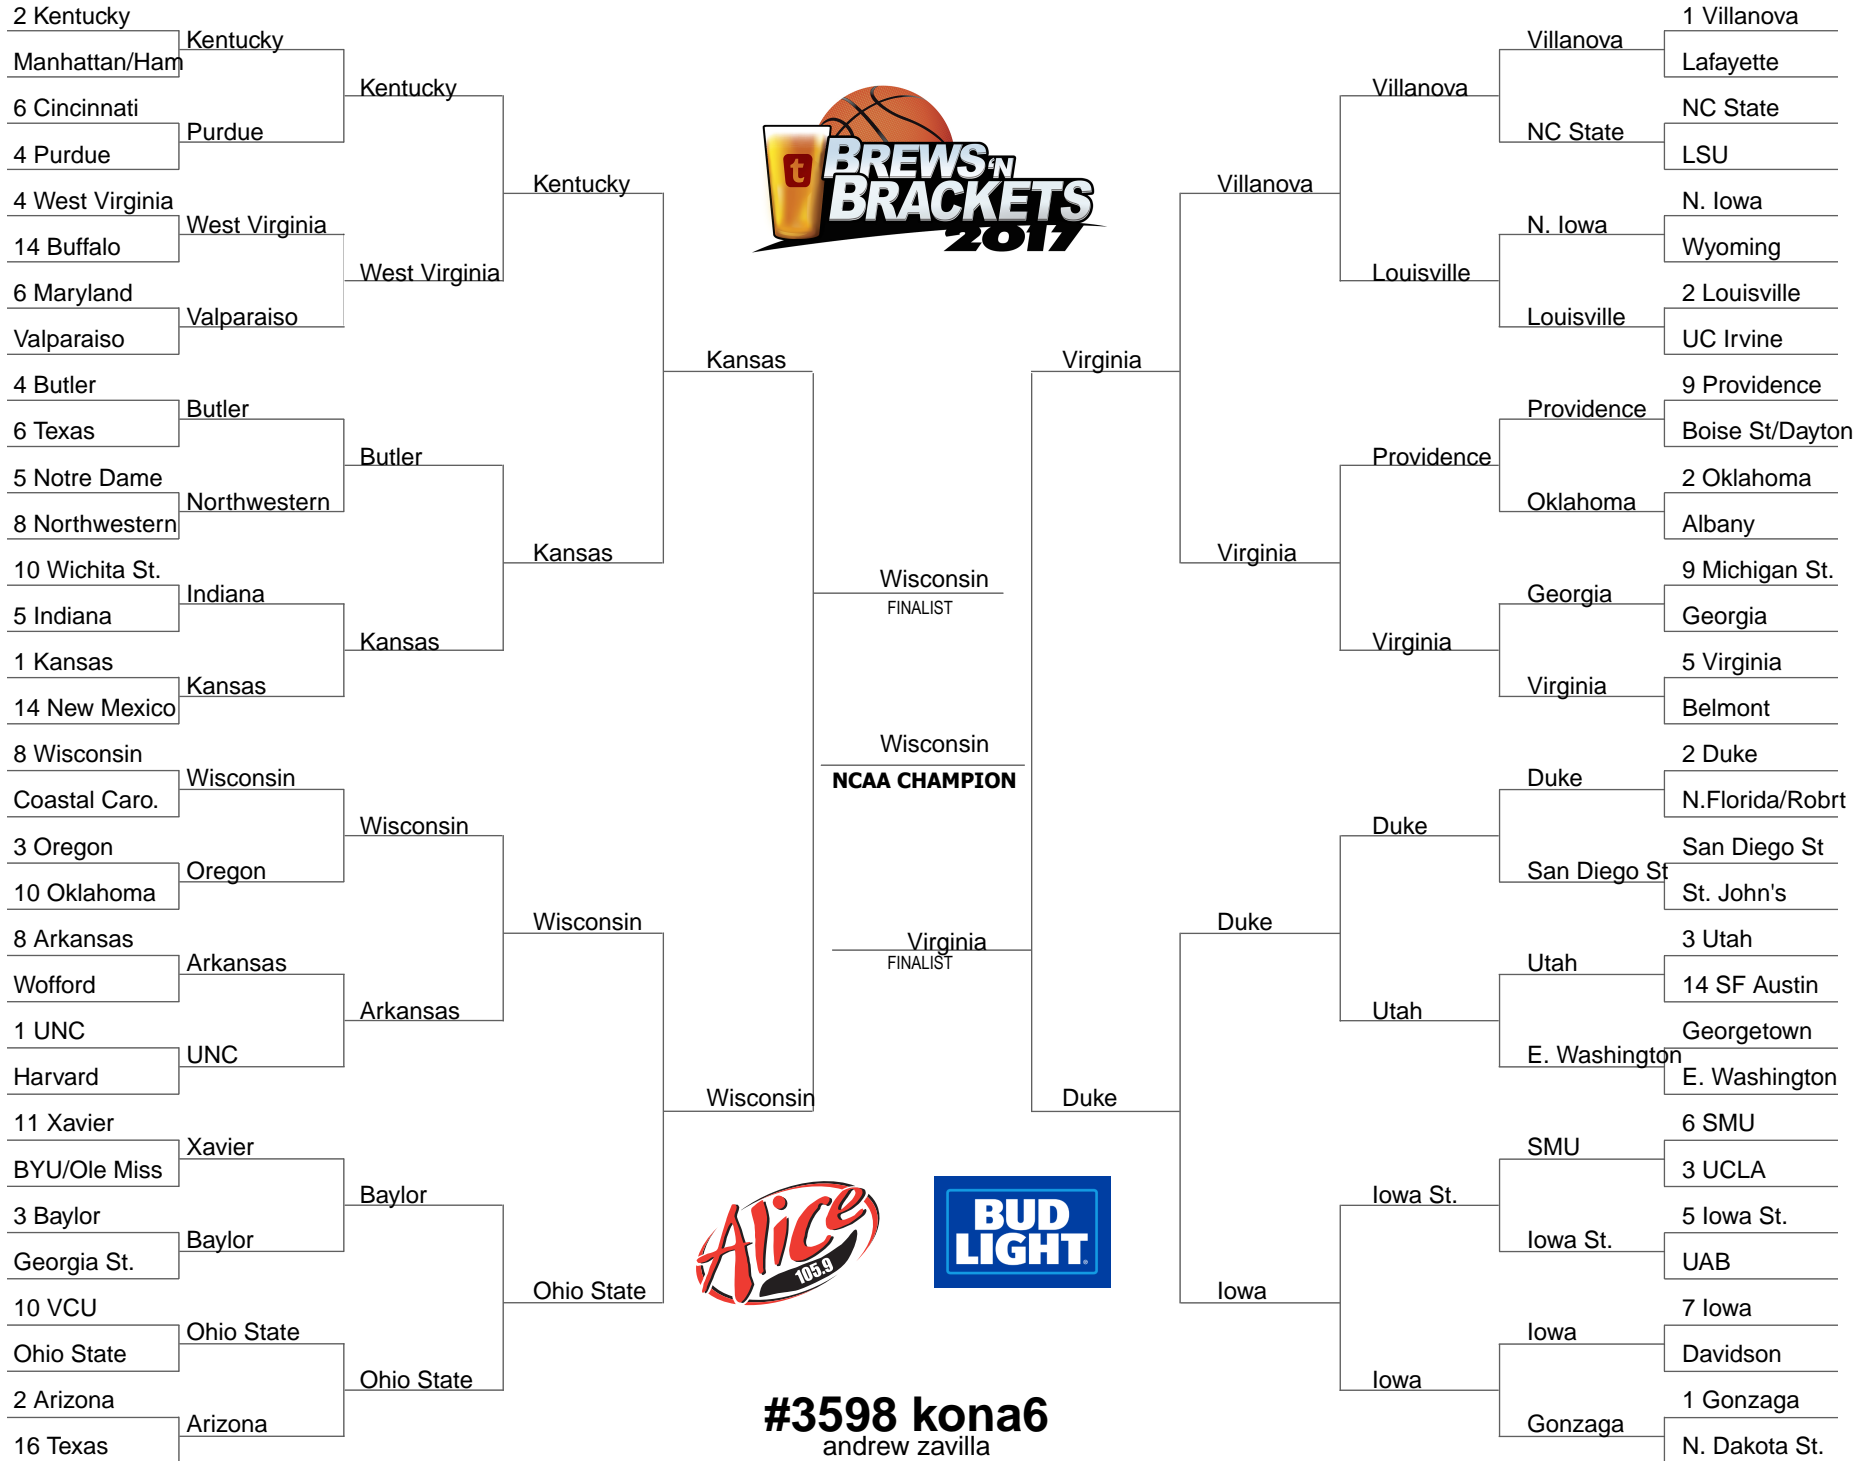 2 Kentucky
Manhattan/Ham
6 Cincinnati
4 Purdue
4 West Virginia
14 Buffalo
6 Maryland
Valparaiso
4 Butler
6 Texas
5 Notre Dame
8 Northwestern
10 Wichita St.
5 Indiana
1 Kansas
14 New Mexico
8 Wisconsin
Coastal Caro.
3 Oregon
10 Oklahoma
8 Arkansas
Wofford
1 UNC
Harvard
11 Xavier
BYU/Ole Miss
3 Baylor
Georgia St.
10 VCU
Ohio State
2 Arizona
16 Texas
Kentucky
Purdue
West Virginia
Valparaiso
Butler
Northwestern
Indiana
Kansas
Wisconsin
Oregon
Arkansas
UNC
Xavier
Baylor
Ohio State
Arizona
Kentucky
West Virginia
Butler
Kansas
Wisconsin
Arkansas
Baylor
Ohio State
Kentucky
Kansas
Wisconsin
Ohio State
Kansas
Wisconsin
t
BREWS 'N
BRACKETS
2017
Wisconsin
FINALIST
Wisconsin
NCAA CHAMPION
Virginia
FINALIST
Alice
105.9
BUD
LIGHT
#3598 kona6
andrew zavilla
Virginia
Duke
Villanova
Virginia
Duke
Iowa
Villanova
Louisville
Providence
Virginia
Duke
Utah
Iowa St.
Iowa
Villanova
NC State
N. Iowa
Louisville
Providence
Oklahoma
Georgia
Virginia
Duke
San Diego St
Utah
E. Washington
SMU
Iowa St.
Iowa
Gonzaga
1 Villanova
Lafayette
NC State
LSU
N. Iowa
Wyoming
2 Louisville
UC Irvine
9 Providence
Boise St/Dayton
2 Oklahoma
Albany
9 Michigan St.
Georgia
5 Virginia
Belmont
2 Duke
N.Florida/Robrt
San Diego St
St. John's
3 Utah
14 SF Austin
Georgetown
E. Washington
6 SMU
3 UCLA
5 Iowa St.
UAB
7 Iowa
Davidson
1 Gonzaga
N. Dakota St.